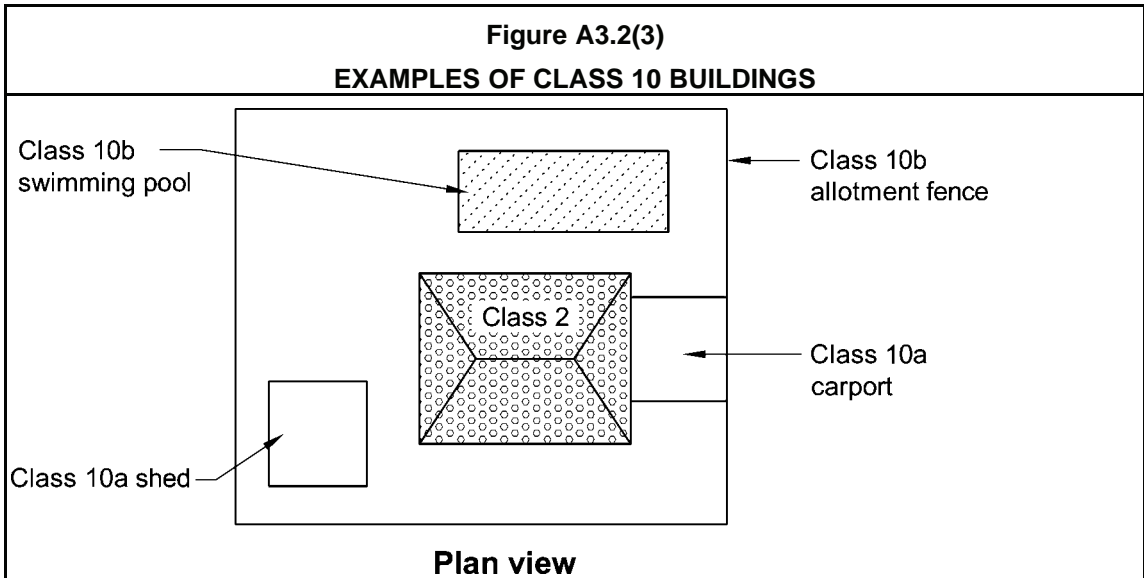 Figure A3.2(3)
EXAMPLES OF CLASS 10 BUILDINGS
Class 10b
swimming pool
Class 10b
allotment fence
Class 2
Class 10a
carport
Class 10a shed
Plan view